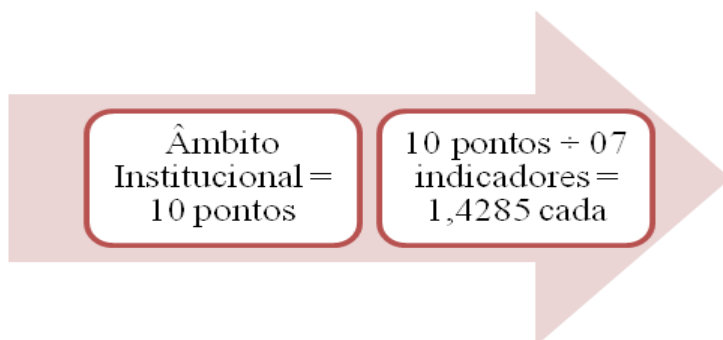 Âmbito
Institucional =
10 pontos
10 pontos ÷ 07
indicadores =
1,4285 cada